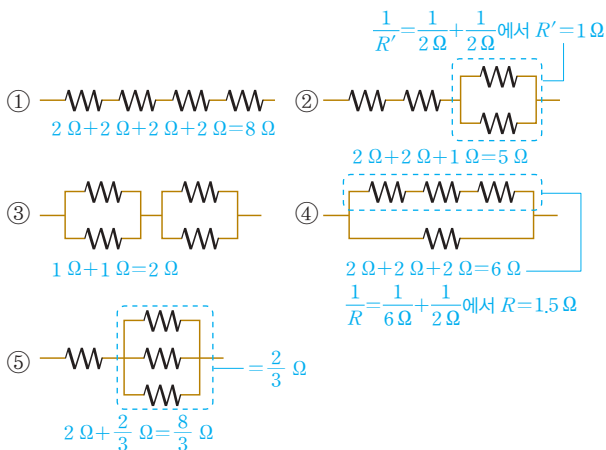 1/R′=1/2 Ω+1/2 Ω에서 R′=1 Ω
①
2 Ω+2 Ω+2 Ω+2 Ω=8 Ω
②
2 Ω+2 Ω+1 Ω=5 Ω
③
1 Ω+1 Ω=2 Ω
④
2 Ω+2 Ω+2 Ω=6 Ω
1/R=1/6 Ω+1/2 Ω에서 R=1.5 Ω
⑤
=2/3 Ω
2 Ω+2/3 Ω=8/3 Ω